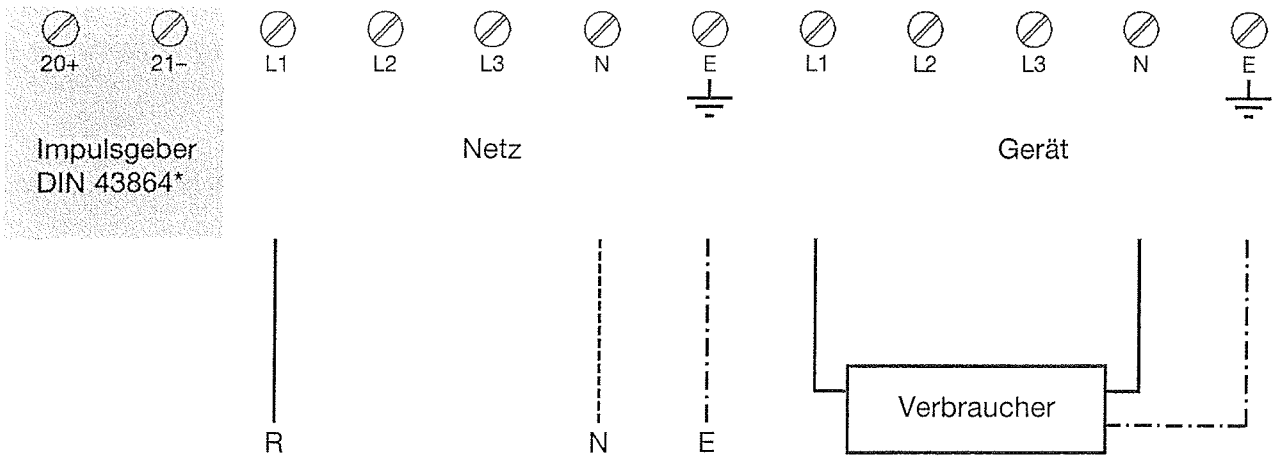 20+ 21– L1 L2 L3 N E L1 L2 L3 N E
Impulsgeber
DIN 43864*
Netz
Gerät
Verbraucher
R N E